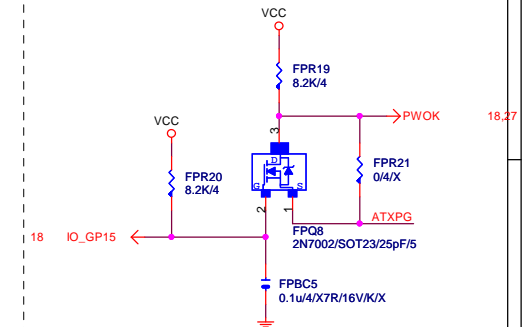 VCC
FPR19
8.2K/4
PWOK
18,27
VCC
3
D
FPR21
0/4/X
FPR20
8.2K/4
G
S
2
1
ATXPG
FPQ8
2N7002/SOT23/25pF/5
18
IO_GP15
FPBC5
0.1u/4/X7R/16V/K/X